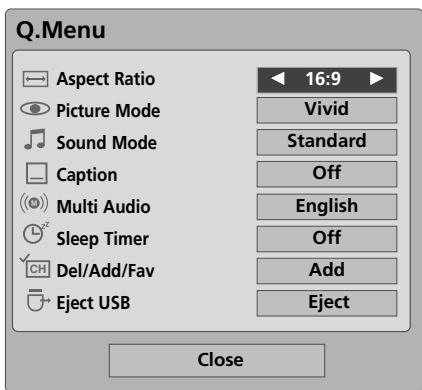 Q.Menu
Aspect Ratio ◄ 16:9 ►
Picture Mode Vivid
Sound Mode Standard
Caption Off
Multi Audio English
Sleep Timer Off
Del/Add/Fav Add
Eject USB Eject
Close